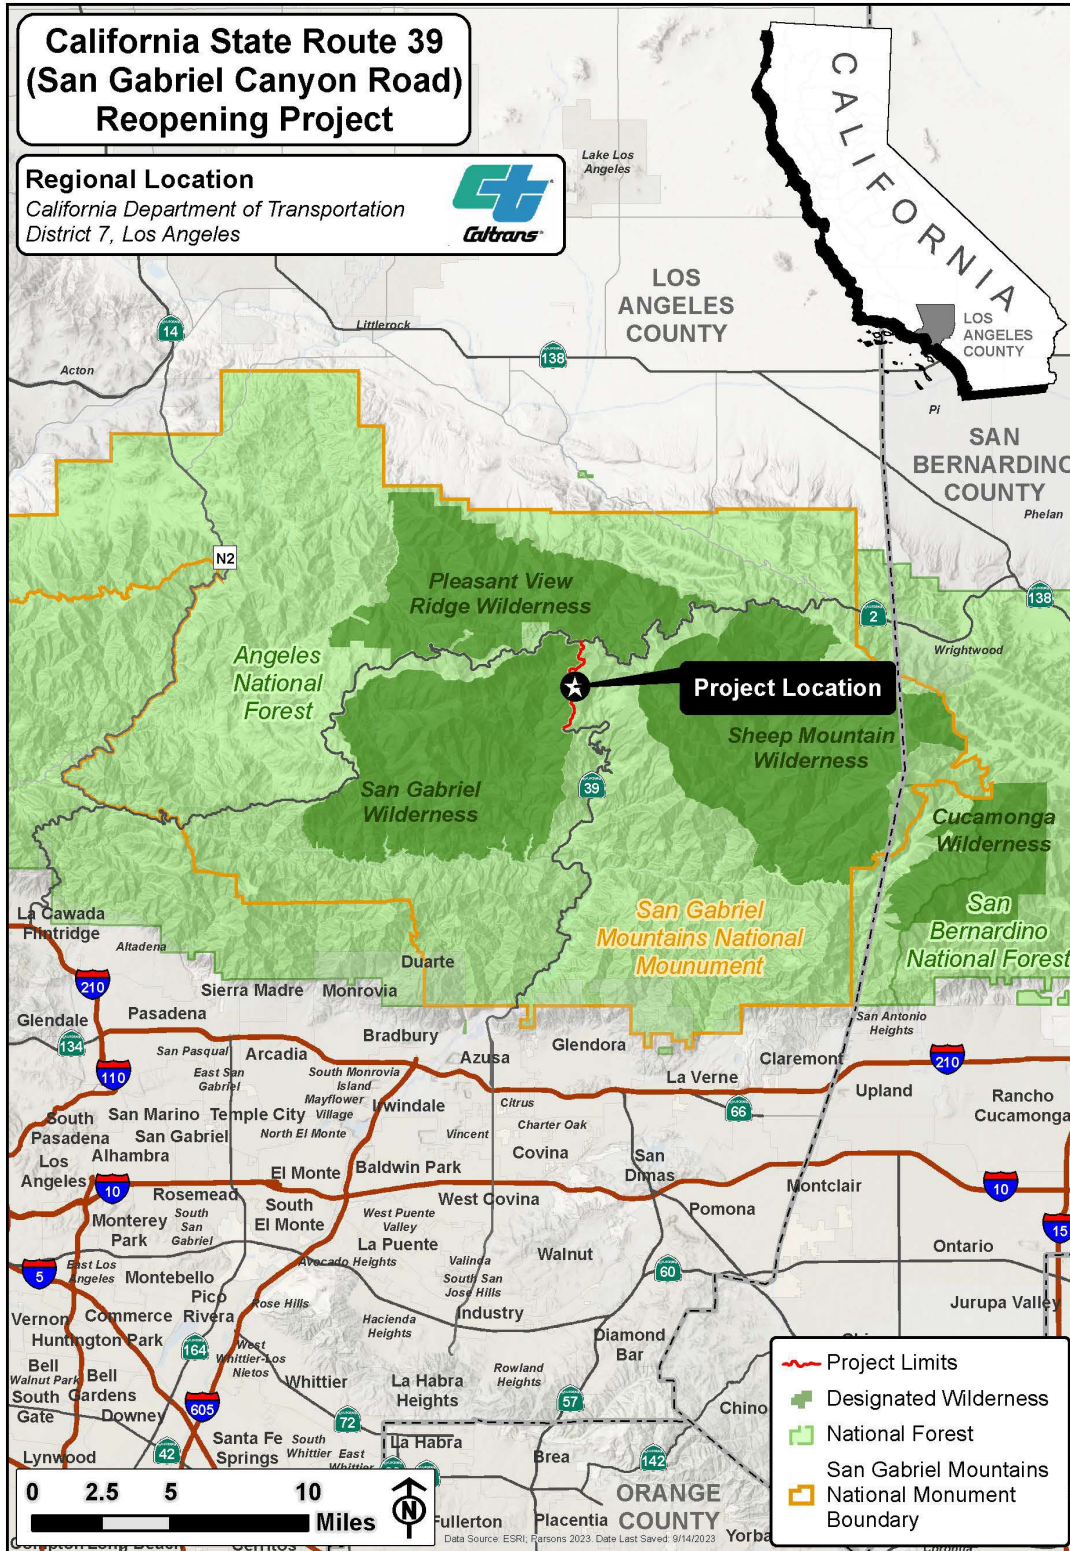 California State Route 39
(San Gabriel Canyon Road)
Reopening Project
Regional Location
California Department of Transportation
District 7, Los Angeles
Caltrans
CALIFORNIA
LOS
ANGELES
COUNTY
Lake Los
Angeles
LOS
ANGELES
COUNTY
14
Littlerock
138
Acton
Pi
SAN
BERNARDINO
COUNTY
Phelan
N2
Pleasant View
Ridge Wilderness
138
2
Wrightwood
Angeles
National
Forest
Project Location
Sheep Mountain
Wilderness
San Gabriel
Wilderness
39
Cucamonga
Wilderness
San Gabriel
Mountains National
Mounument
San
Bernardino
National Forest
La Cawada
Flintridge
Altadena
Duarte
210
Sierra Madre
Monrovia
Glendale
Pasadena
134
San Antonio
Heights
Bradbury
Glendora
San Pasqual
Arcadia
Azusa
Claremont
210
110
East San
Gabriel
South Monrovia
Island
Mayflower
Village
Irwindale
La Verne
Upland
Citrus
66
Rancho
Cucamonga
South
Pasadena
San Marino
Temple City
San Gabriel
North El Monte
Vincent
Charter Oak
Alhambra
Covina
San
Dimas
Los
Angeles
El Monte
Baldwin Park
10
Rosemead
West Covina
Montclair
10
South
El Monte
Pomona
Monterey
Park
South
San
Gabriel
West Puente
Valley
La Puente
15
Walnut
Ontario
5
East Los
Angeles
Avocado Heights
Valinda
60
Montebello
South San
Jose Hills
Pico
Rivera
Rose Hills
Industry
Jurupa Valley
Vernon
Commerce
Hacienda
Heights
Huntington Park
164
Diamond
Bar
West
Whittier-Los
Nietos
Bell
Walnut Park
Bell
Gardens
Whittier
La Habra
Heights
Rowland
Heights
South
Gate
Downey
605
57
Chino
72
Lynwood
42
Santa Fe
Springs
South
Whittier
East
Whittier
La Habra
Brea
142
ORANGE
COUNTY
Fullerton
Placentia
Yorba
Project Limits
Designated Wilderness
National Forest
San Gabriel Mountains
National Monument
Boundary
0 2.5 5 10
Miles
N
Data Source: ESRI; Parsons 2023. Date Last Saved: 9/14/2023